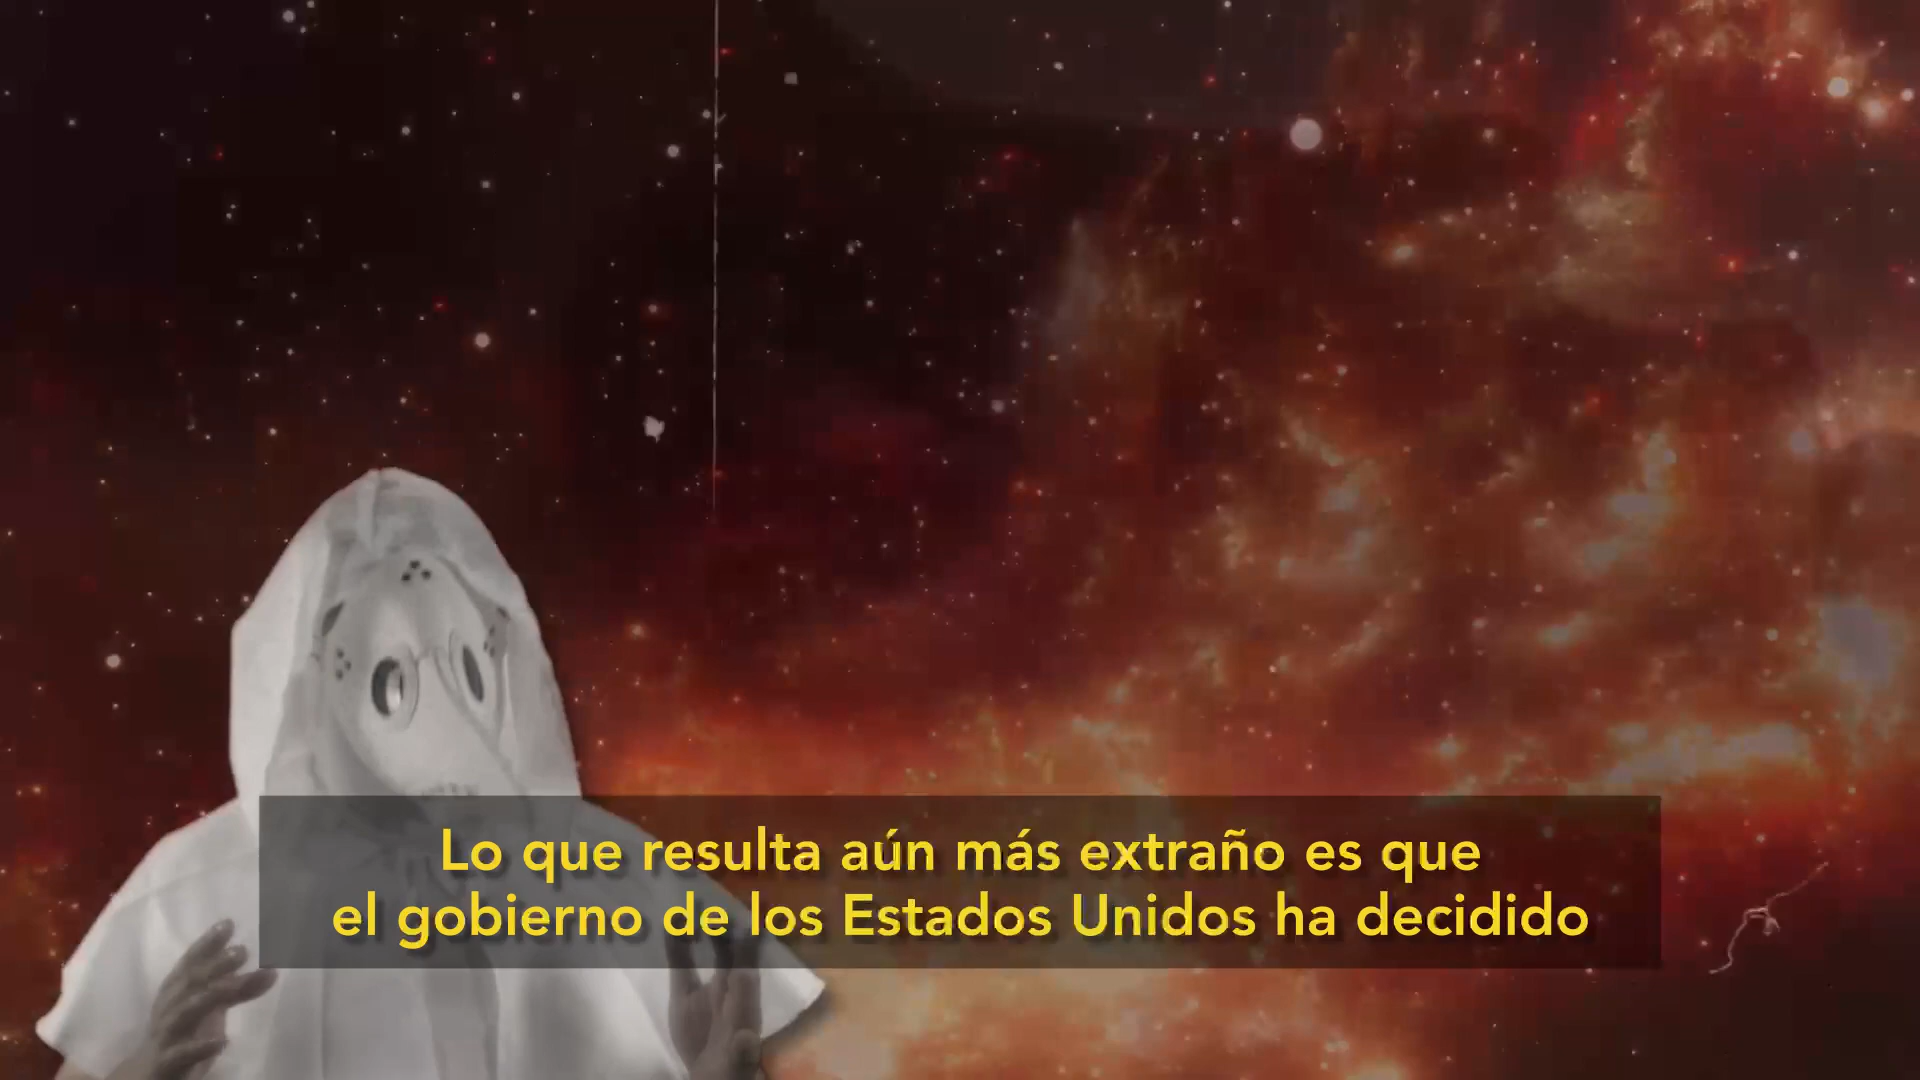 Lo que resulta aún más extraño es que
el gobierno de los Estados Unidos ha decidido